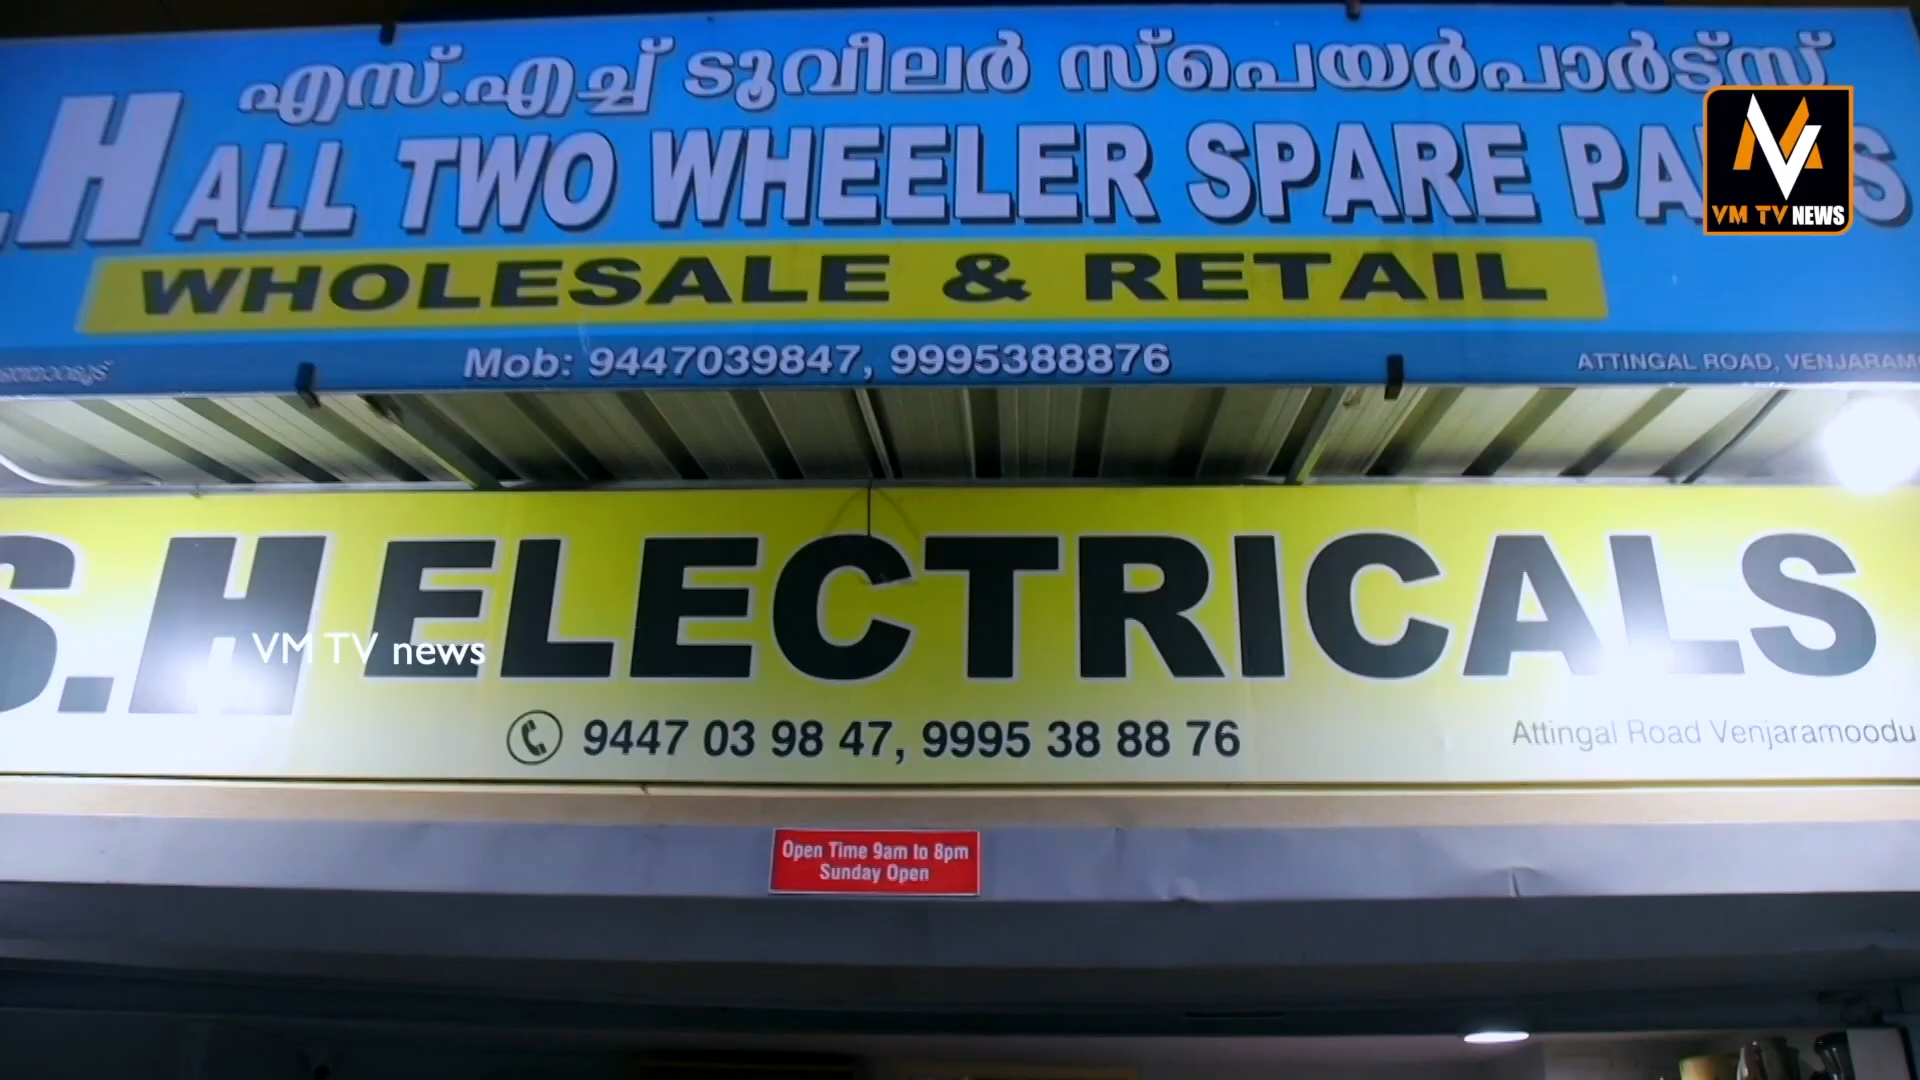 എസ്.എച്ച് ടൂവീലർ സ്പെയർപാർട്സ്
.H ALL TWO WHEELER SPARE PA S
WHOLESALE & RETAIL
Mob: 9447039847, 9995388876
ATTINGAL ROAD, VENJARAM
VM TV NEWS
S.H ELECTRICALS
VM TV news
9447 03 98 47, 9995 38 88 76
Attingal Road Venjaramoodu
Open Time 9am to 8pm
Sunday Open